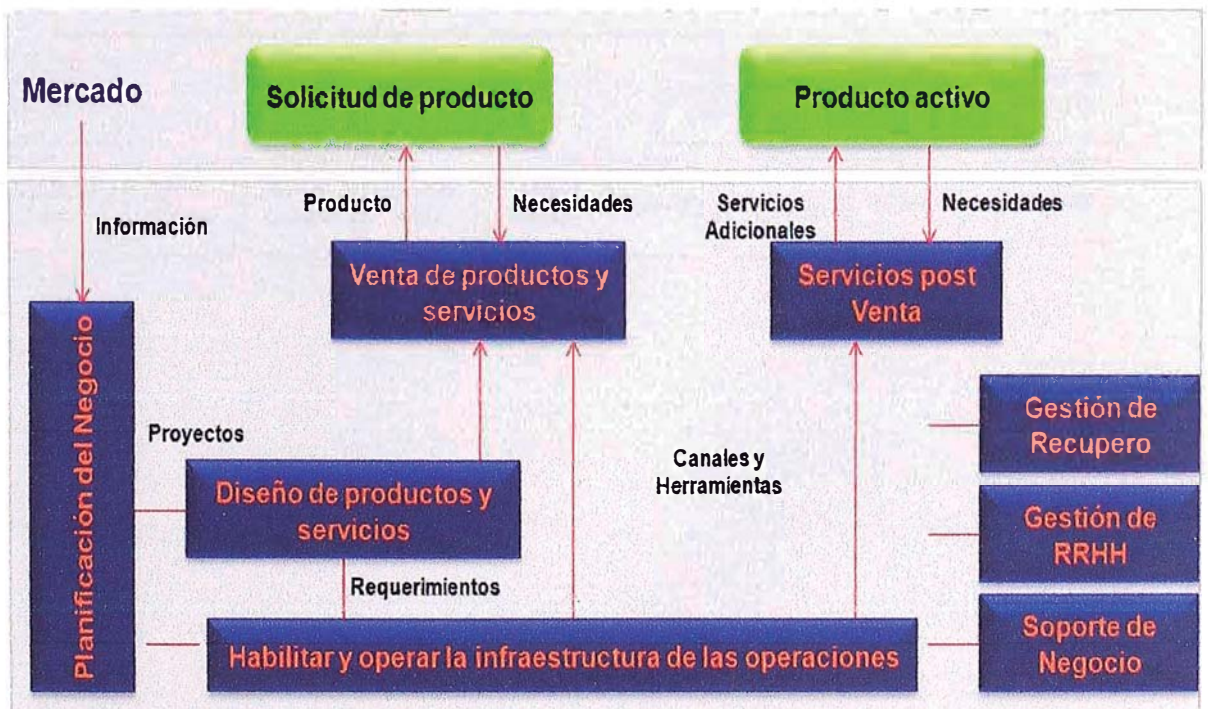 Mercado
Solicitud de producto
Producto activo
Producto
Necesidades
Servicios
Adicionales
Necesidades
Información
Venta de productos y
servicios
Servicios post
Venta
Planificación del Negocio
Proyectos
Diseño de productos y
servicios
Canales y
Herramientas
Gestión de
Recupero
Gestión de
RRHH
Requerimientos
Habilitar y operar la infraestructura de las operaciones
Soporte de
Negocio